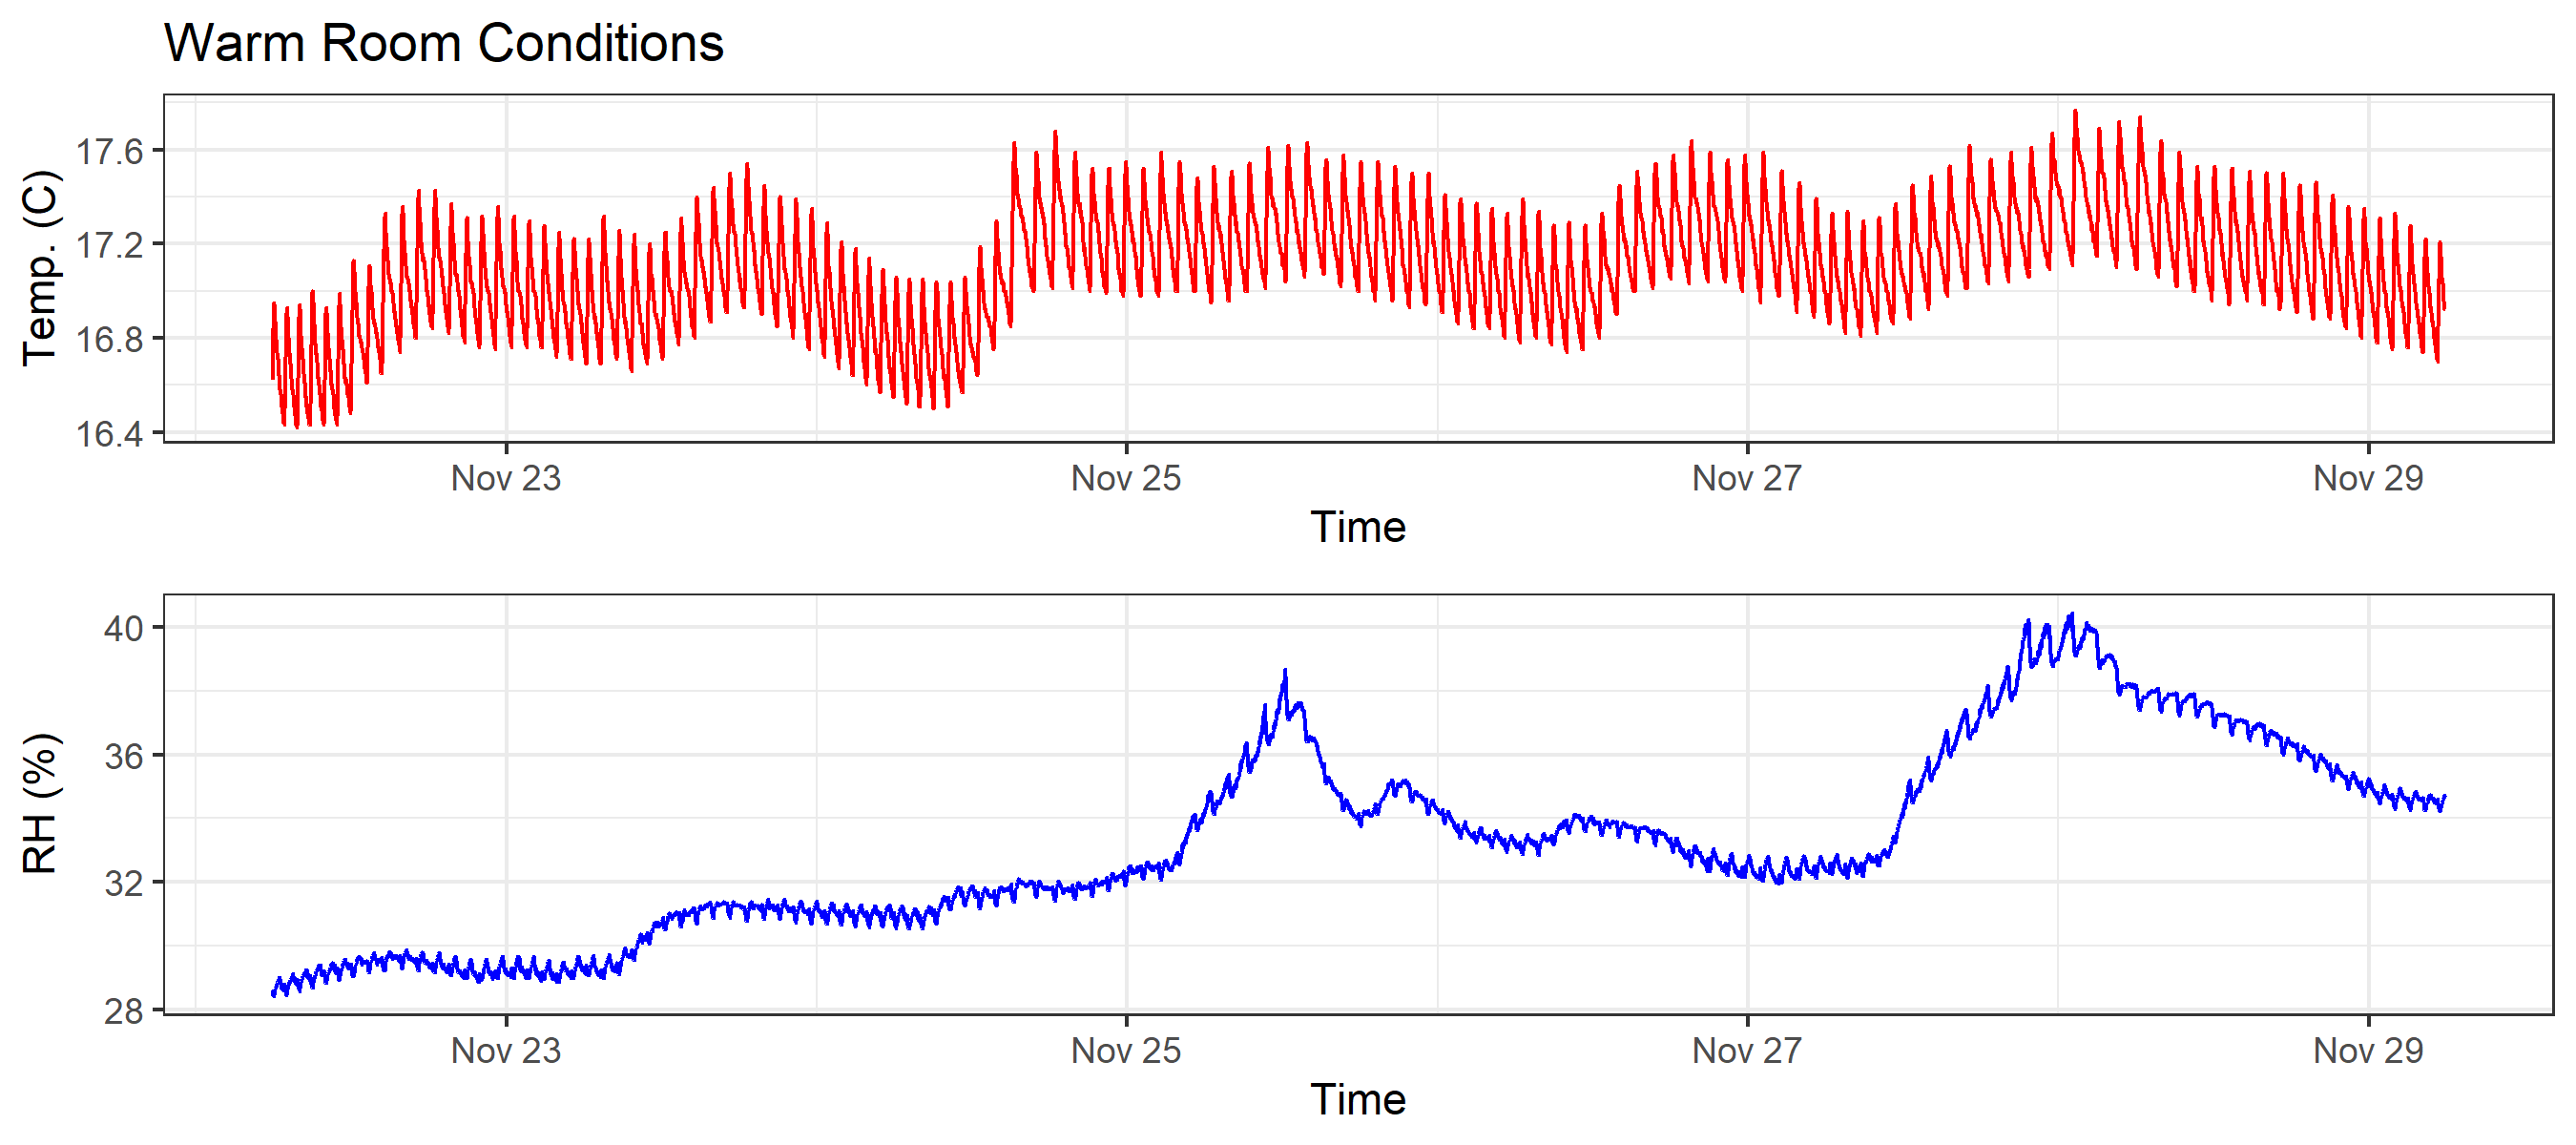 Warm Room Conditions
Temp. (C)
17.6
17.2
16.8
16.4
Nov 23 Nov 25 Nov 27 Nov 29
Time
RH (%)
40
36
32
28
Nov 23 Nov 25 Nov 27 Nov 29
Time